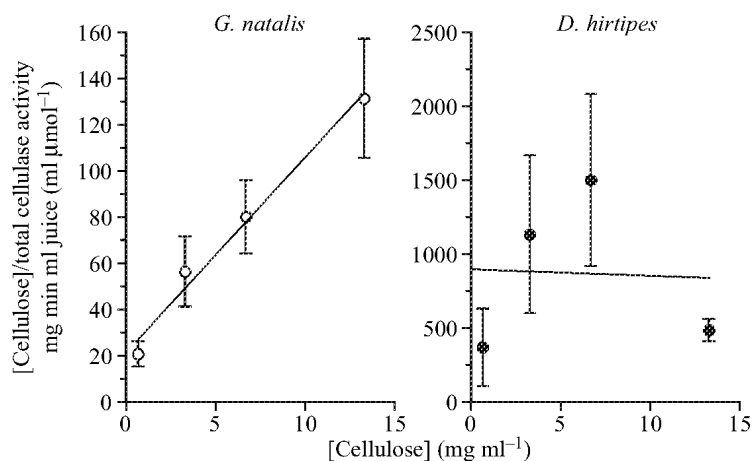 G. natalis
D. hirtipes
[Cellulose]/total cellulase activity
mg min ml juice (ml μmol⁻¹)
160
140
120
100
80
60
40
20
0
2500
2000
1500
1000
500
0
0 5 10 15
0 5 10 15
[Cellulose] (mg ml⁻¹)